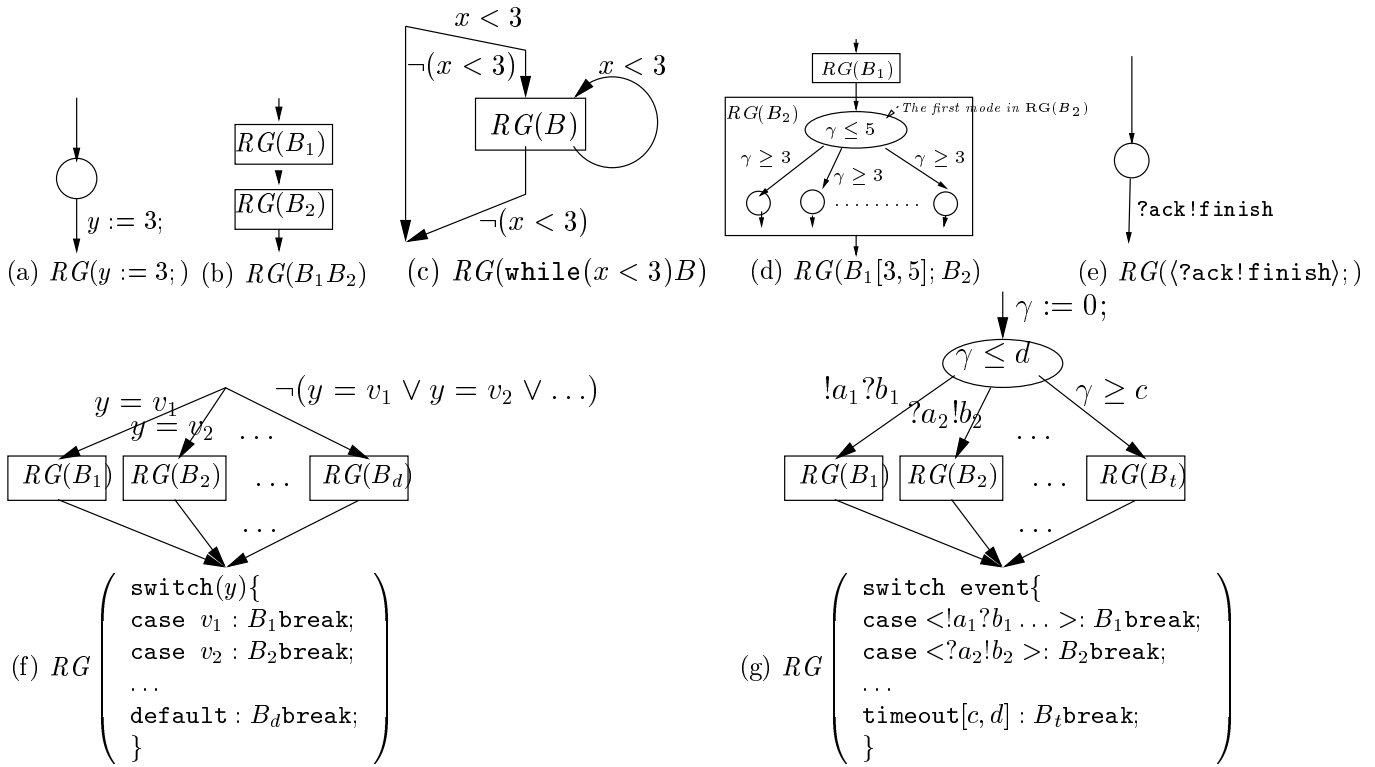 (a) RG(y := 3; )
y := 3;
(b) RG(B₁B₂)
RG(B₁)
RG(B₂)
(c) RG(while(x < 3)B)
x < 3
¬(x < 3)
x < 3
RG(B)
¬(x < 3)
(d) RG(B₁[3, 5]; B₂)
RG(B₁)
RG(B₂)
The first mode in RG(B₂)
γ ≤ 5
γ ≥ 3
γ ≥ 3
γ ≥ 3
.........
(e) RG(⟨?ack!finish⟩; )
?ack!finish
y = v₁
y = v₂
...
¬(y = v₁ ∨ y = v₂ ∨ ...)
RG(B₁)
RG(B₂)
...
RG(B_d)
...
(f) RG
switch(y){
case v₁ : B₁break;
case v₂ : B₂break;
...
default : B_dbreak;
}
γ := 0;
γ ≤ d
!a₁?b₁
?a₂!b₂
γ ≥ c
...
RG(B₁)
RG(B₂)
...
RG(B_t)
...
(g) RG
switch event{
case <!a₁?b₁ ... >: B₁break;
case <?a₂!b₂ >: B₂break;
...
timeout[c, d] : B_tbreak;
}